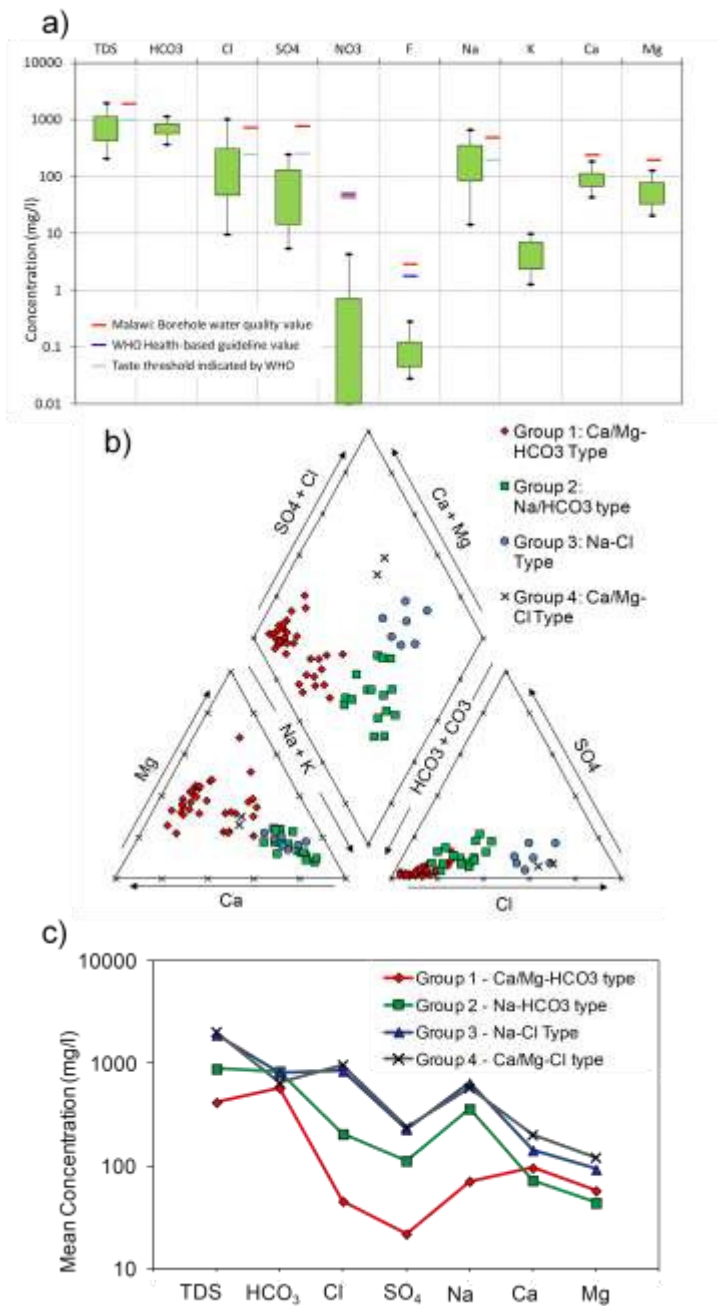 a)
TDS HCO3 Cl SO4 NO3 F Na K Ca Mg
10000
1000
100
10
1
0.1
0.01
Concentration (mg/l)
Malawi: Borehole water quality value
WHO Health-based guideline value
Taste threshold indicated by WHO
b)
Group 1: Ca/Mg-
HCO3 Type
Group 2:
Na/HCO3 type
Group 3: Na-Cl
Type
Group 4: Ca/Mg-
Cl Type
SO4 + Cl
Ca + Mg
Mg
Na + K
HCO3 + CO3
SO4
Ca
Cl
c)
10000
1000
100
10
Mean Concentration (mg/l)
Group 1 - Ca/Mg-HCO3 type
Group 2 - Na-HCO3 type
Group 3 - Na-Cl Type
Group 4 - Ca/Mg-Cl type
TDS HCO₃ Cl SO₄ Na Ca Mg